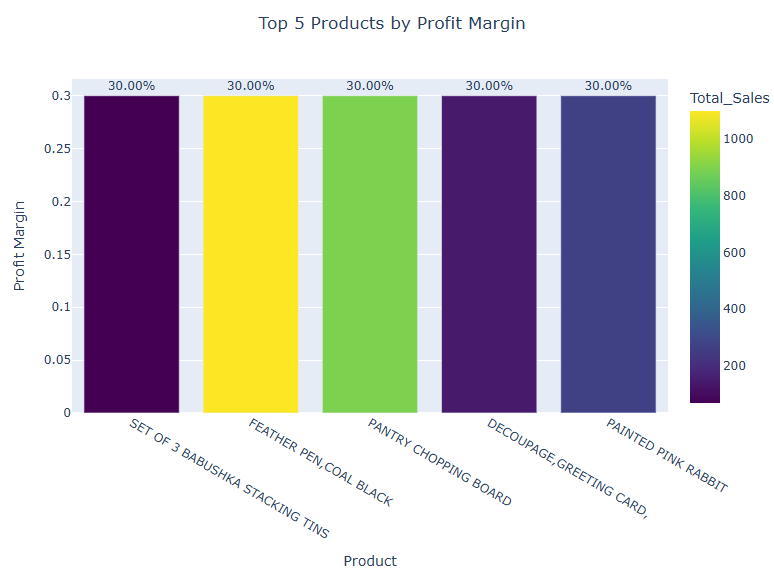 Top 5 Products by Profit Margin
30.00%
30.00%
30.00%
30.00%
30.00%
Total_Sales
1000
800
600
400
200
Profit Margin
0.3
0.25
0.2
0.15
0.1
0.05
0
SET OF 3 BABUSHKA STACKING TINS
FEATHER PEN,COAL BLACK
PANTRY CHOPPING BOARD
DECOUPAGE,GREETING CARD,
PAINTED PINK RABBIT
Product